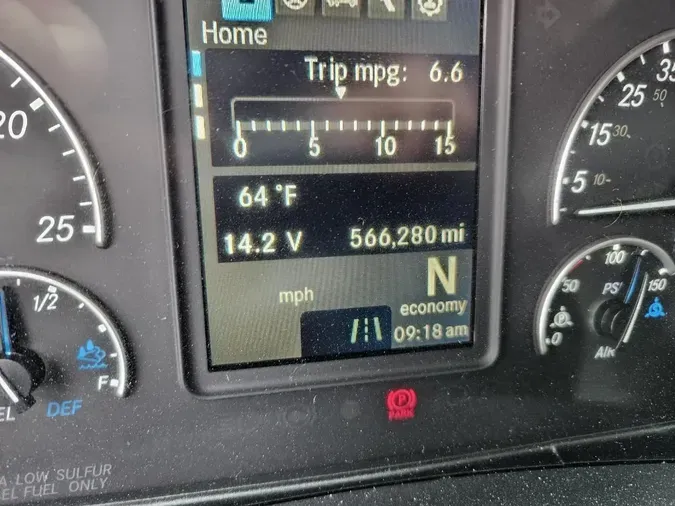 Home
Trip mpg: 6.6
0 5 10 15
64 °F
14.2 V 566,280 mi
N
mph
economy
09:18 am
20
25
1/2
F
DEF
LOW SULFUR
FUEL ONLY
PARK
35
25 50
15 30
5 10
100
50 150
PSI
0
AIR